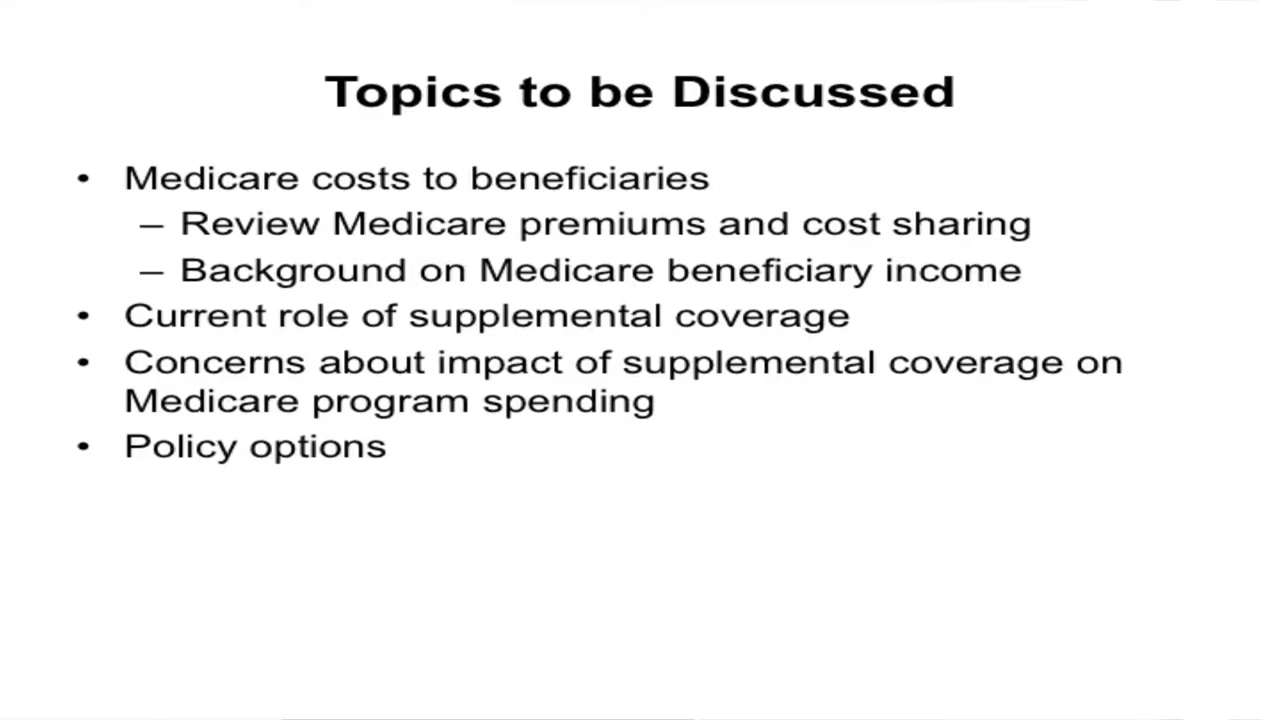 Topics to be Discussed
• Medicare costs to beneficiaries
– Review Medicare premiums and cost sharing
– Background on Medicare beneficiary income
• Current role of supplemental coverage
• Concerns about impact of supplemental coverage on
Medicare program spending
• Policy options